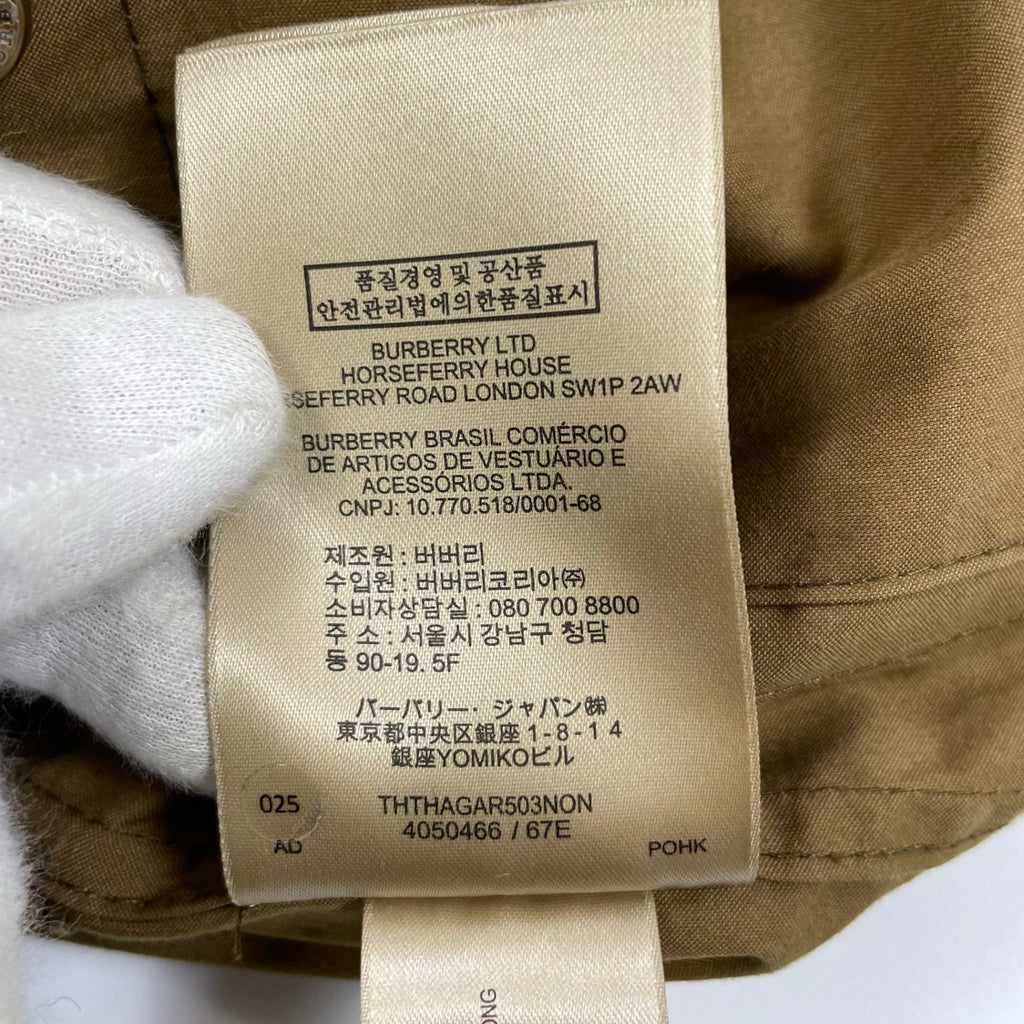 품질경영 및 공산품
안전관리법에의한품질표시
BURBERRY LTD
HORSEFERRY HOUSE
ROAD LONDON SW1P 2AW
BURBERRY BRASIL COMÉRCIO
DE ARTIGOS DE VESTUÁRIO E
ACESSÓRIOS LTDA.
CNPJ: 10.770.518/0001-68
제조원 : 버버리
수입원 : 버버리코리아㈜
소비자상담실 : 080 700 8800
주 소 : 서울시 강남구 청담
동 90-19. 5F
バーバリー・ジャパン㈱
東京都中央区銀座 1-8-14
銀座YOMIKOビル
025
THTHAGAR503NON
4050466 / 67E
AD
POHK